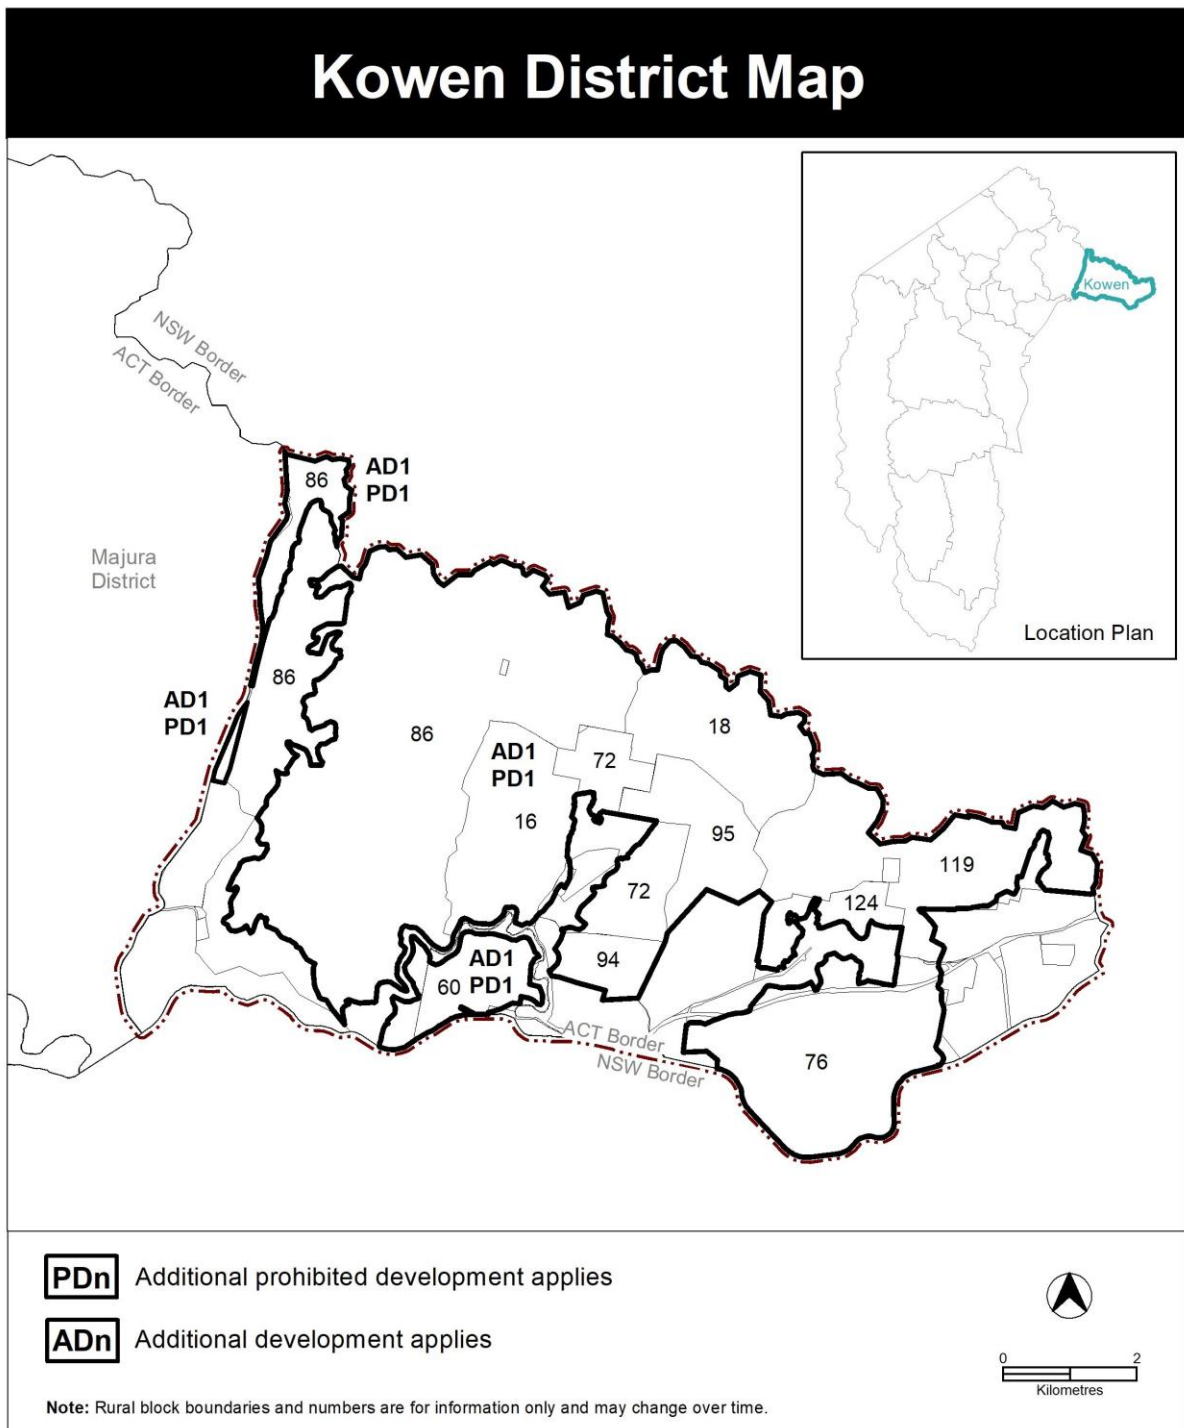 Kowen District Map
Kowen
Location Plan
NSW Border
ACT Border
86
AD1
PD1
Majura
District
86
AD1
PD1
86
18
AD1
PD1
72
16
95
119
72
124
94
AD1
PD1
60
ACT Border
NSW Border
76
PDn Additional prohibited development applies
ADn Additional development applies
0 2
Kilometres
Note: Rural block boundaries and numbers are for information only and may change over time.